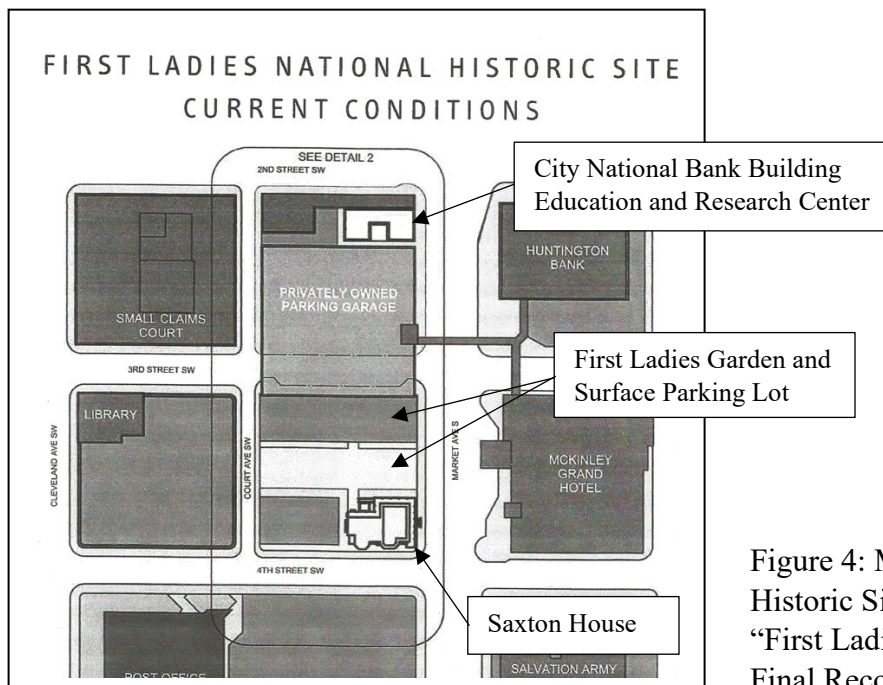 FIRST LADIES NATIONAL HISTORIC SITE
CURRENT CONDITIONS
SEE DETAIL 2
2ND STREET SW
City National Bank Building
Education and Research Center
HUNTINGTON
BANK
PRIVATELY OWNED
PARKING GARAGE
SMALL CLAIMS
COURT
First Ladies Garden and
Surface Parking Lot
3RD STREET SW
LIBRARY
CLEVELAND AVE SW
COURT AVE SW
MARKET AVE S
MCKINLEY
GRAND
HOTEL
4TH STREET SW
Saxton House
POST OFFICE
SALVATION ARMY
Figure 4:
Historic
“First
Final